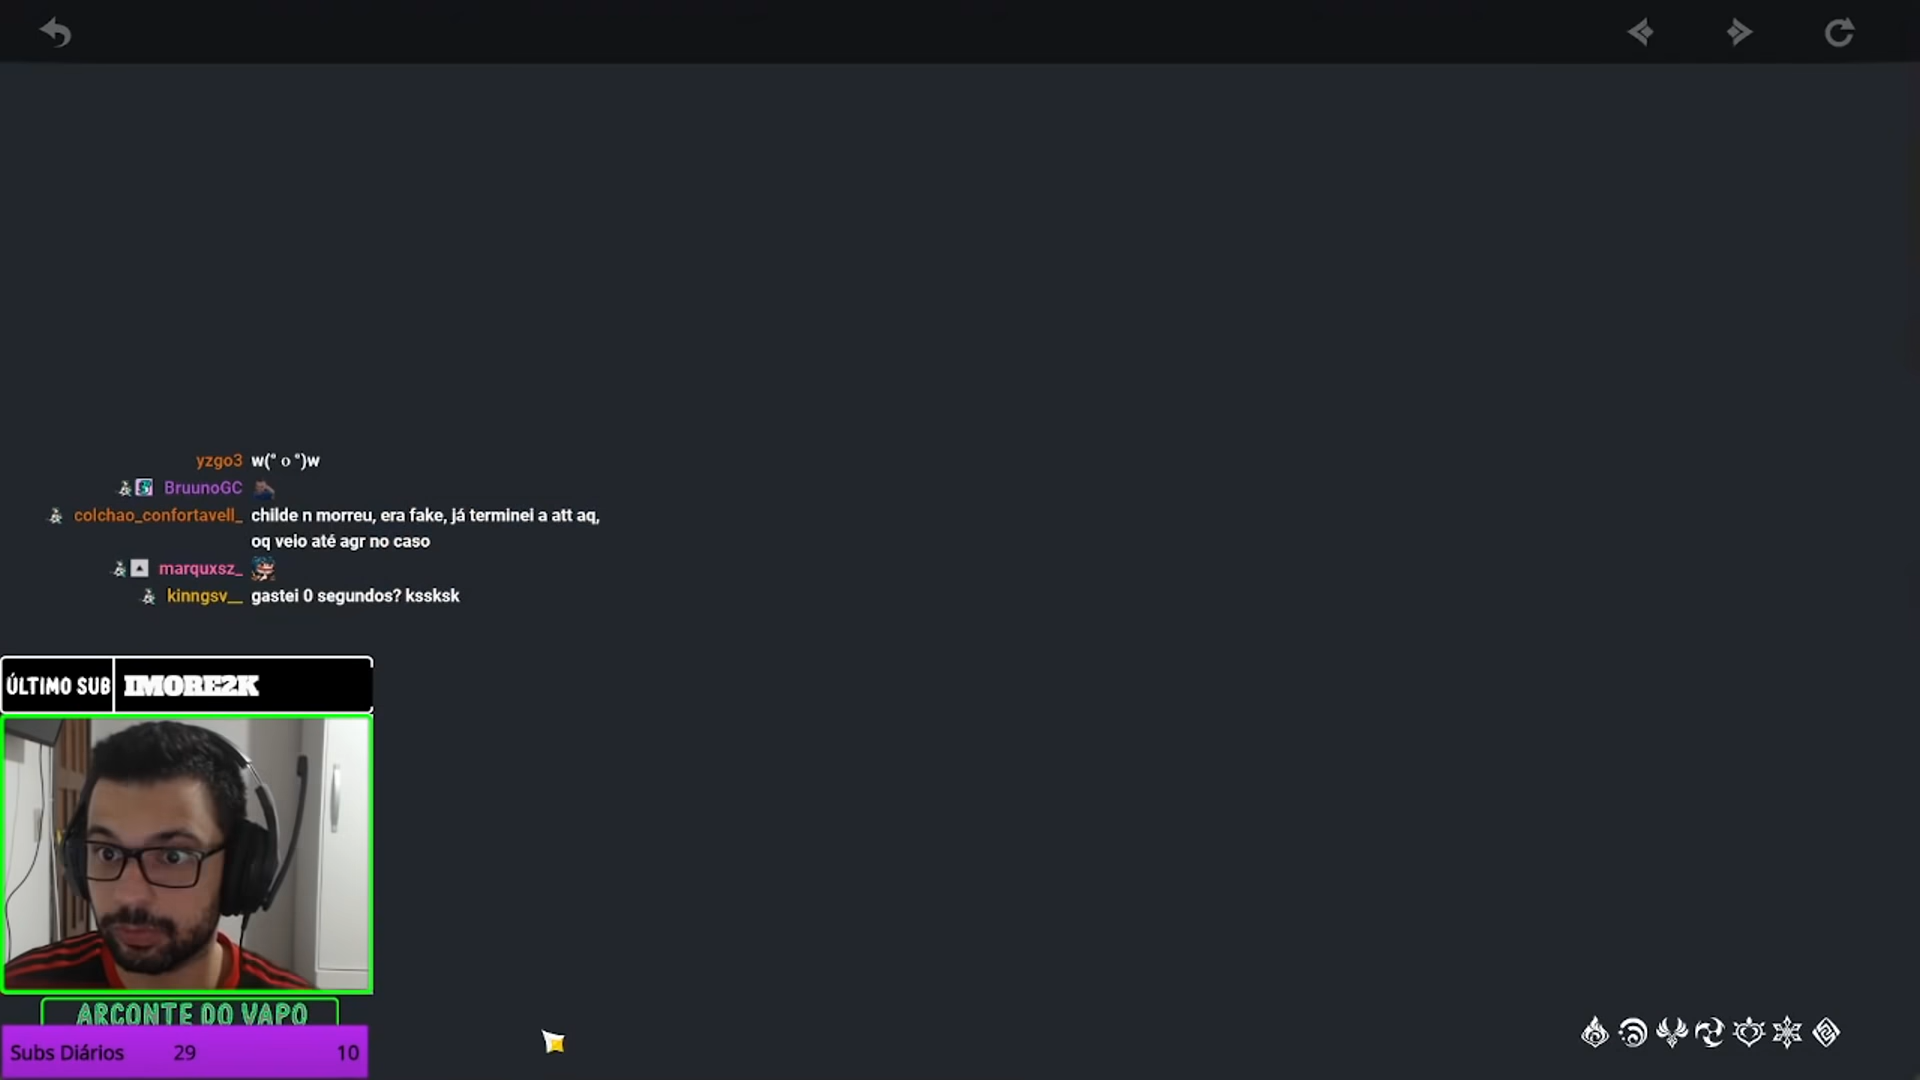 yzgo3 w(° o °)w
BruunoGC
colchao_confortavell_ childe n morreu, era fake, já terminei a att aq,
oq veio até agr no caso
marquxsz_
kinngsv__ gastei 0 segundos? kssksk
ÚLTIMO SUB IMORE2K
ARCONTE DO VAPO
Subs Diários 29 10